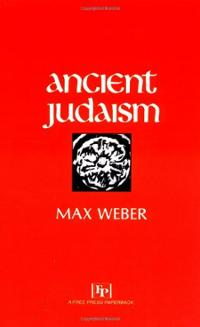 ancient
judaism
MAX WEBER
FP
A FREE PRESS PAPERBACK